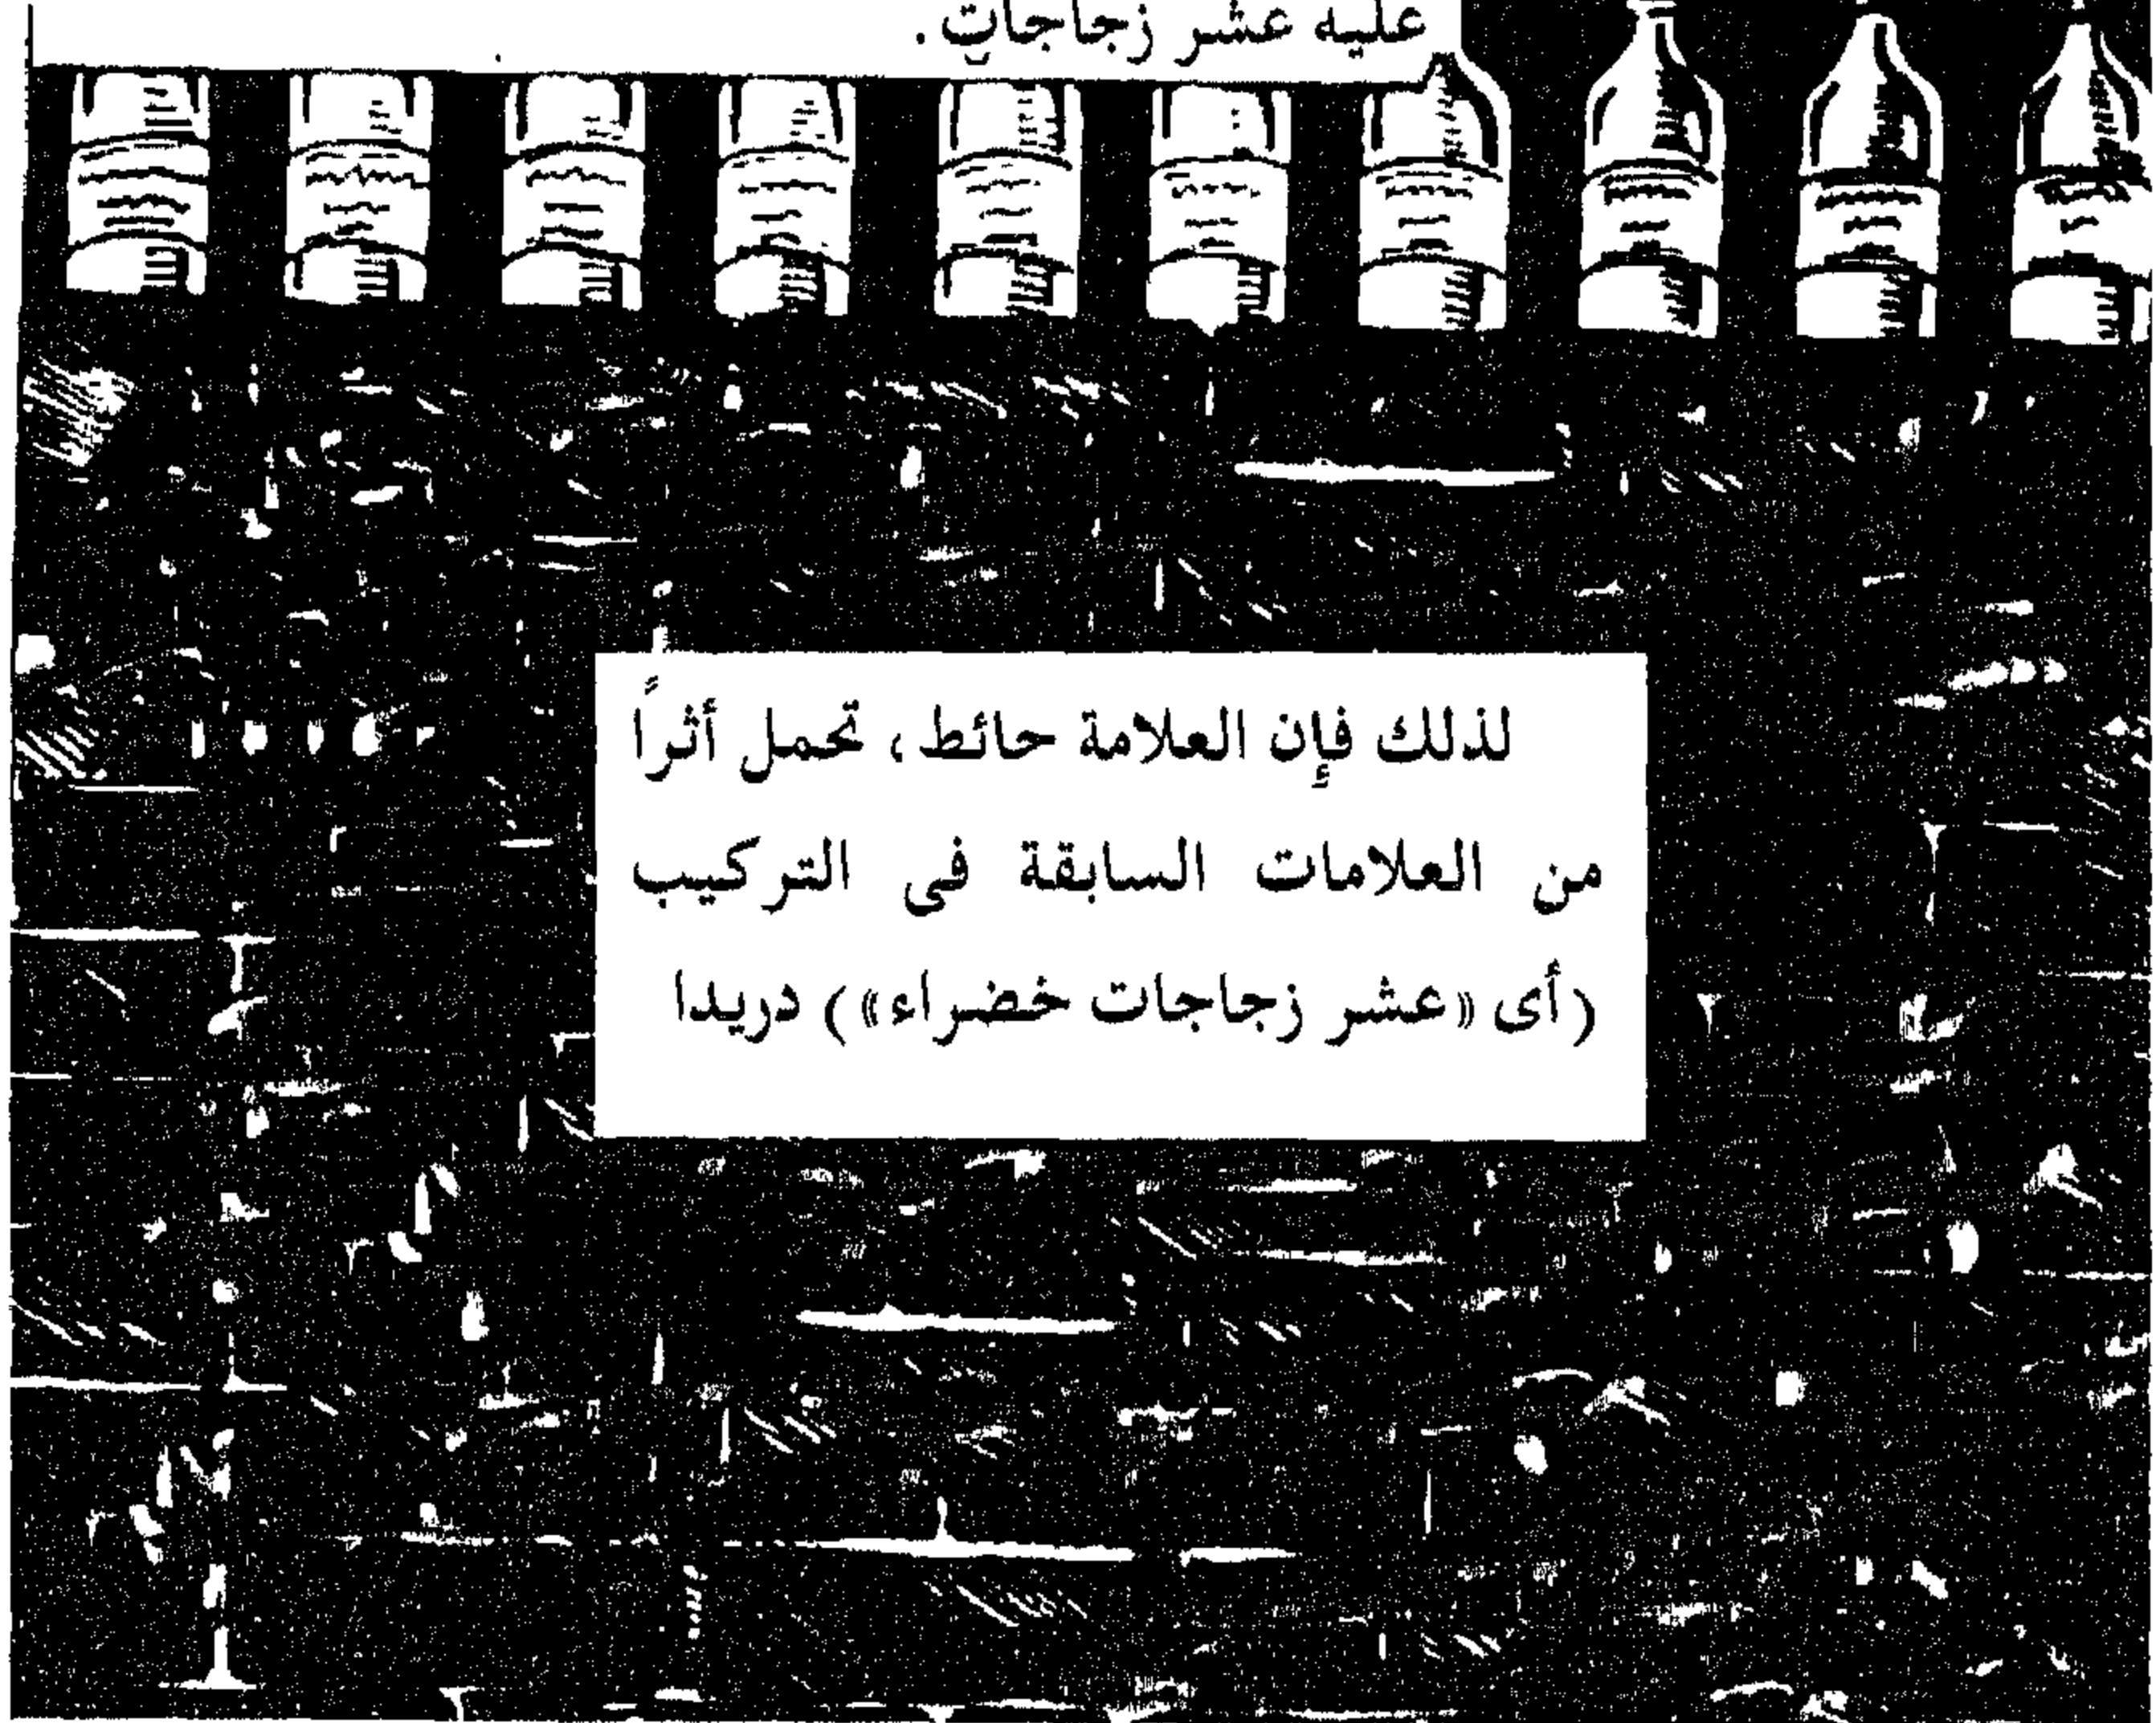 عليه عشر زجاجاتٍ .
لذلك فإن العلامة حائط، تحمل أثراً
من العلامات السابقة فى التركيب
(أى «عشر زجاجات خضراء») دريدا